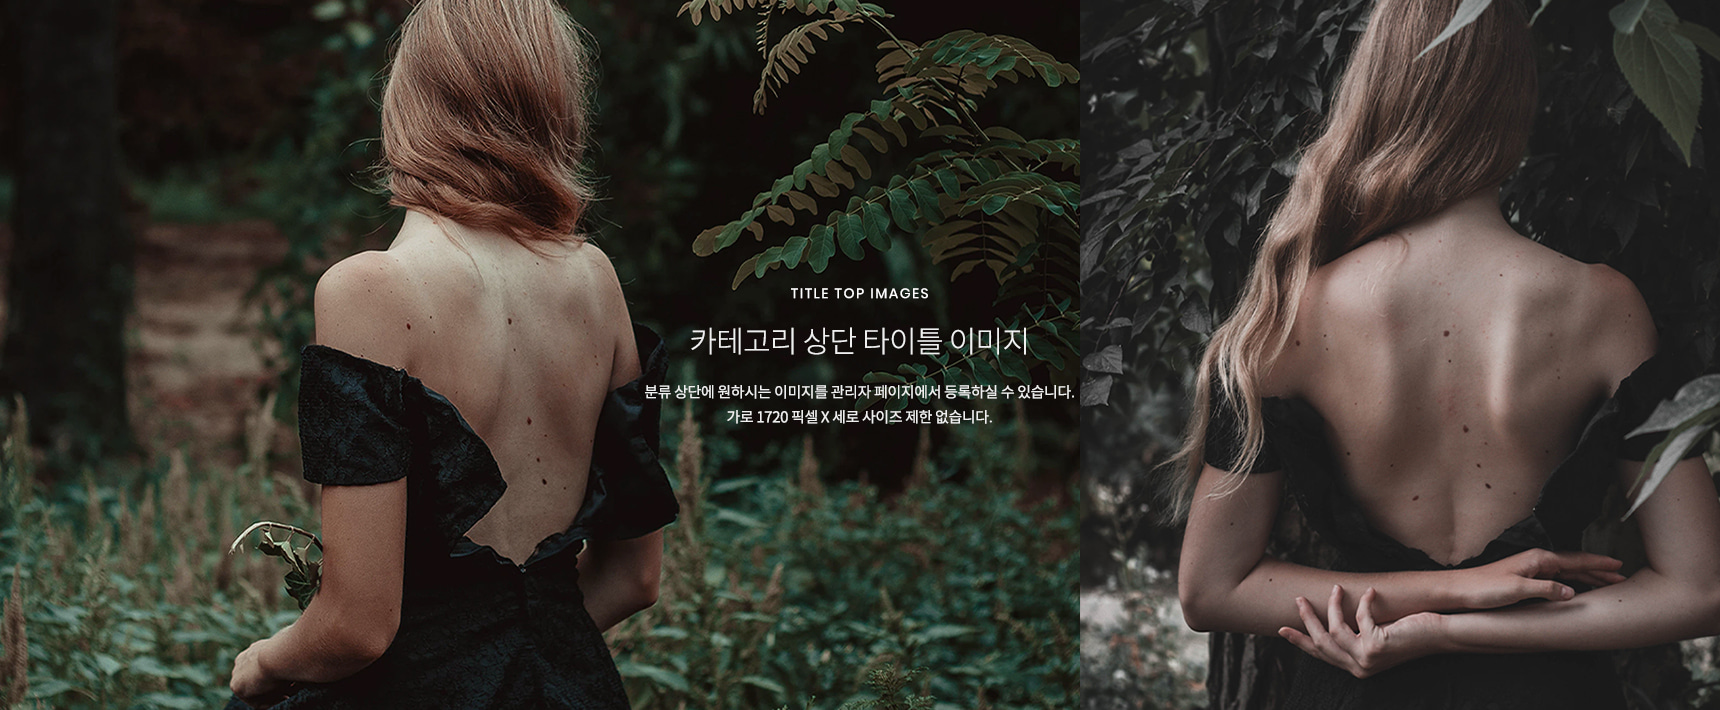 TITLE TOP IMAGES
카테고리 상단 타이틀 이미지
분류 상단에 원하시는 이미지를 관리자 페이지에서 등록하실 수 있습니다.
가로 1720 픽셀 X 세로 사이즈 제한 없습니다.